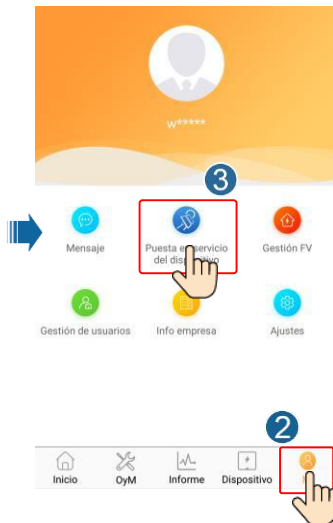 w*****
3
Mensaje
Puesta en servicio
del dispositivo
Gestión FV
Gestión de usuarios
Info empresa
Ajustes
2
Inicio
OyM
Informe
Dispositivo